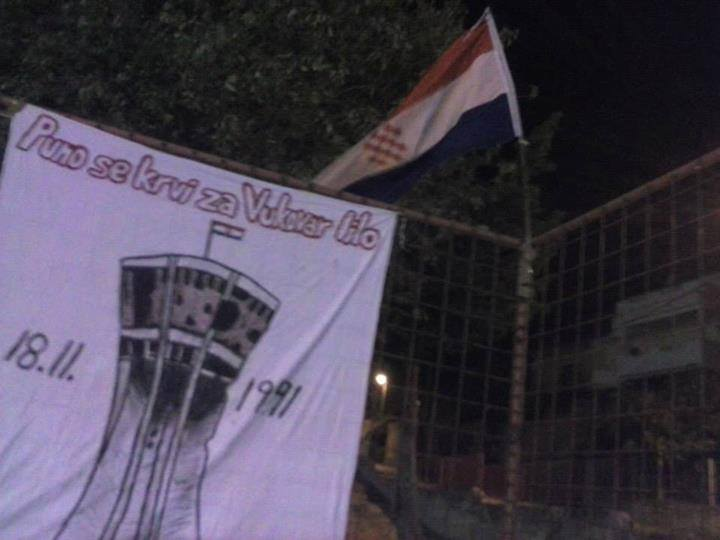 Puno se krvi za Vukovar lilo
18.11.
1991